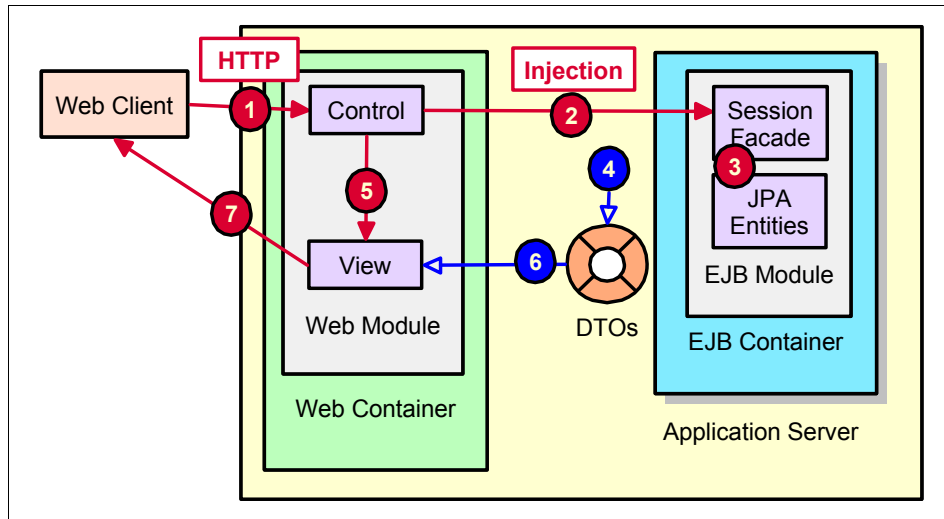 HTTP
Injection
Web Client
1
Control
2
Session
Facade
3
4
5
JPA
Entities
7
View
6
EJB Module
Web Module
DTOs
EJB Container
Web Container
Application Server